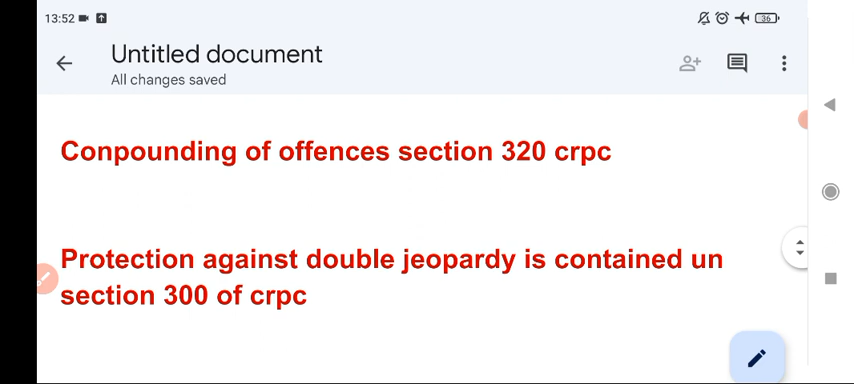 13:52
36
Untitled document
All changes saved
Conpounding of offences section 320 crpc
Protection against double jeopardy is contained un
section 300 of crpc